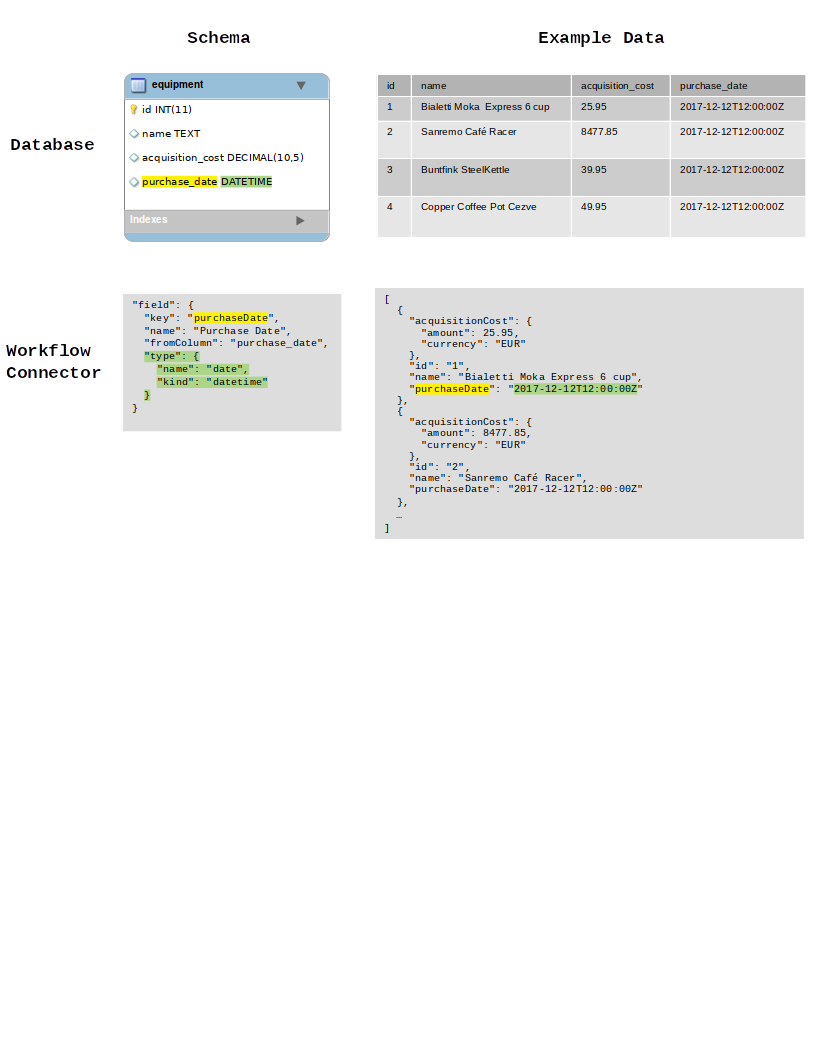 Schema
Example Data
Database
equipment
id INT(11)
name TEXT
acquisition_cost DECIMAL(10,5)
purchase_date DATETIME
Indexes
id name acquisition_cost purchase_date
1 Bialetti Moka Express 6 cup 25.95 2017-12-12T12:00:00Z
2 Sanremo Café Racer 8477.85 2017-12-12T12:00:00Z
3 Buntfink SteelKettle 39.95 2017-12-12T12:00:00Z
4 Copper Coffee Pot Cezve 49.95 2017-12-12T12:00:00Z
Workflow
Connector
"field": {
"key": "purchaseDate",
"name": "Purchase Date",
"fromColumn": "purchase_date",
"type": {
"name": "date",
"kind": "datetime"
}
}
[
{
"acquisitionCost": {
"amount": 25.95,
"currency": "EUR"
},
"id": "1",
"name": "Bialetti Moka Express 6 cup",
"purchaseDate": "2017-12-12T12:00:00Z"
},
{
"acquisitionCost": {
"amount": 8477.85,
"currency": "EUR"
},
"id": "2",
"name": "Sanremo Café Racer",
"purchaseDate": "2017-12-12T12:00:00Z"
},
…
]